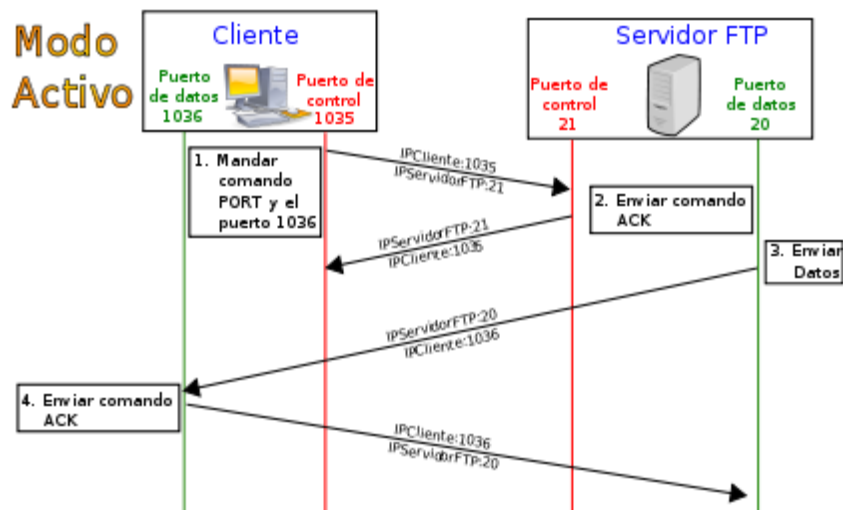 Modo
Activo
Cliente
Puerto
de datos
1036
Puerto de
control
1035
Servidor FTP
Puerto de
control
21
Puerto
de datos
20
1. Mandar
comando
PORT y el
puerto 1036
IPCliente:1035
IPServidorFTP:21
2. Enviar comando
ACK
IPServidorFTP:21
IPCliente:1035
3. Enviar
Datos
IPServidorFTP:20
IPCliente:1036
4. Enviar comando
ACK
IPCliente:1036
IPServidorFTP:20